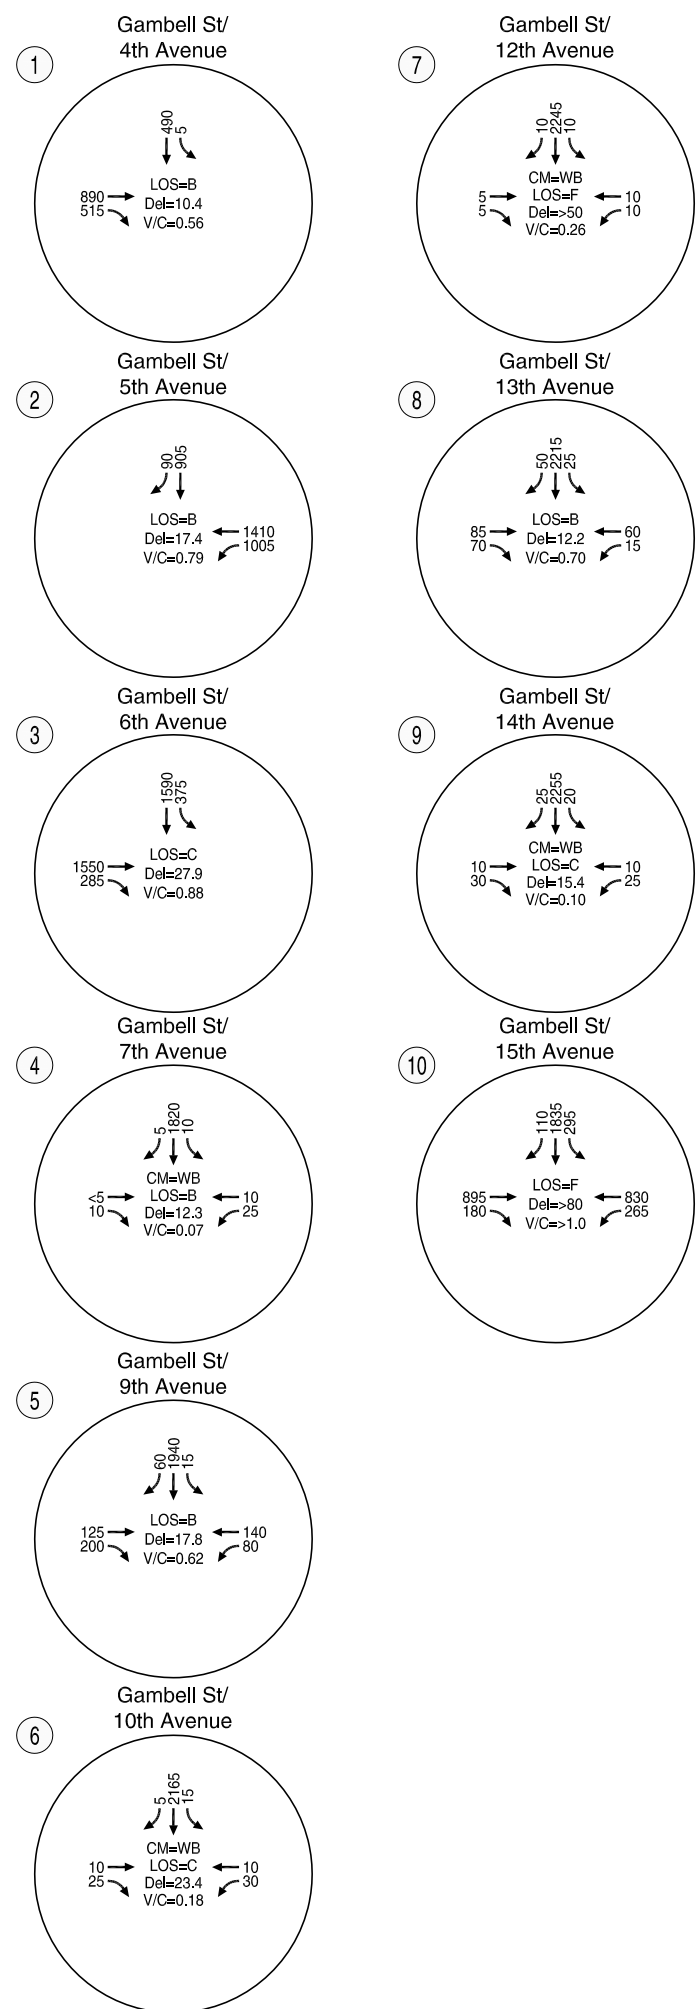 1
Gambell St/
4th Avenue
490
5
890
515
LOS=B
Del=10.4
V/C=0.56
2
Gambell St/
5th Avenue
90
905
LOS=B
Del=17.4
V/C=0.79
1410
1005
3
Gambell St/
6th Avenue
1590
375
1550
285
LOS=C
Del=27.9
V/C=0.88
4
Gambell St/
7th Avenue
5
1820
10
<5
10
CM=WB
LOS=B
Del=12.3
V/C=0.07
10
25
5
Gambell St/
9th Avenue
60
1940
15
125
200
LOS=B
Del=17.8
V/C=0.62
140
80
6
Gambell St/
10th Avenue
5
2165
15
10
25
CM=WB
LOS=C
Del=23.4
V/C=0.18
10
30
7
Gambell St/
12th Avenue
10
2245
10
5
5
CM=WB
LOS=F
Del=>50
V/C=0.26
10
10
8
Gambell St/
13th Avenue
50
2215
25
85
70
LOS=B
Del=12.2
V/C=0.70
60
15
9
Gambell St/
14th Avenue
25
2255
20
10
30
CM=WB
LOS=C
Del=15.4
V/C=0.10
10
25
10
Gambell St/
15th Avenue
110
1835
295
895
180
LOS=F
Del=>80
V/C=>1.0
830
265